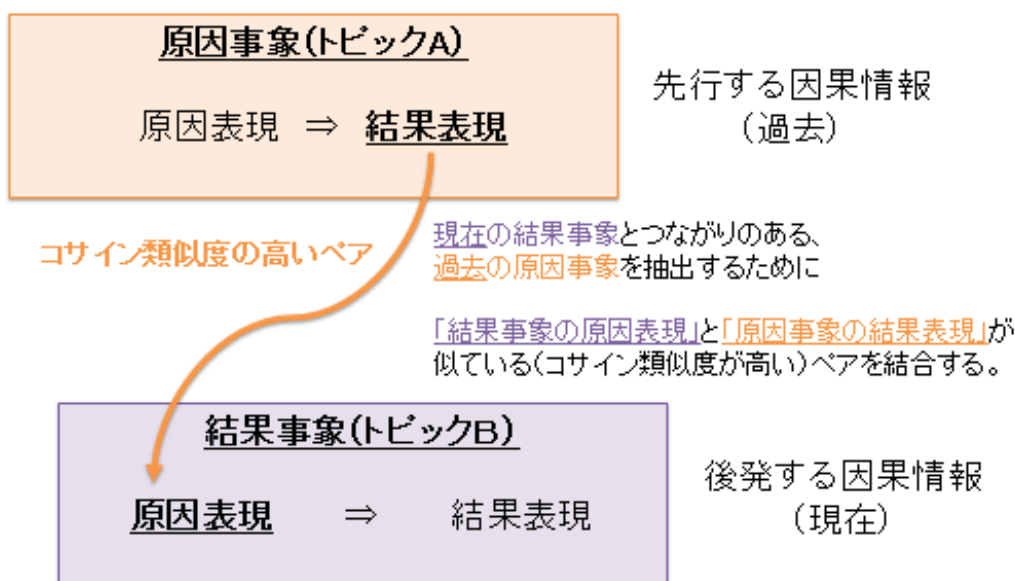 原因事象(トピックA)
原因表現 ⇒ 結果表現
先行する因果情報
(過去)
コサイン類似度の高いペア
現在の結果事象とつながりのある、
過去の原因事象を抽出するために
「結果事象の原因表現」と「原因事象の結果表現」が
似ている(コサイン類似度が高い)ペアを結合する。
結果事象(トピックB)
原因表現 ⇒ 結果表現
後発する因果情報
(現在)